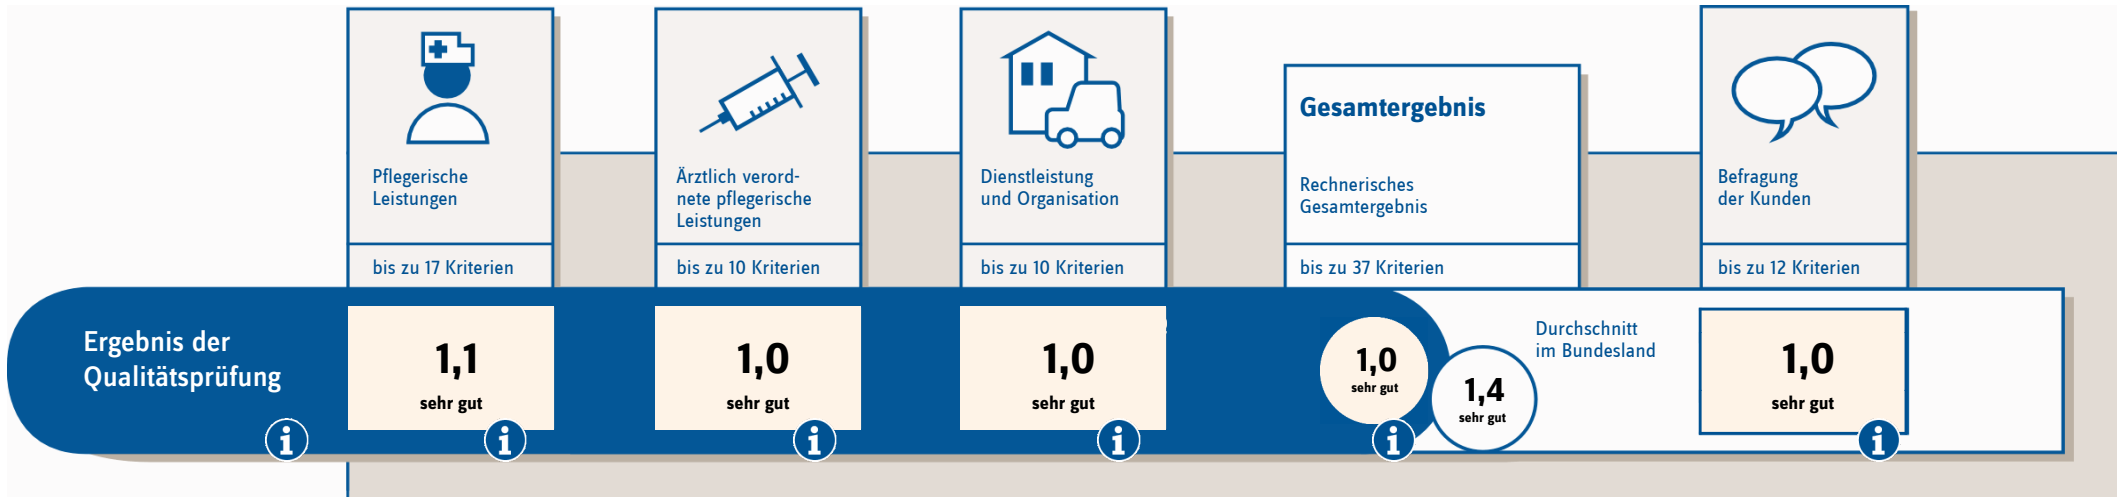 Pflegerische
Leistungen
bis zu 17 Kriterien
Ärztlich verord-
nete pflegerische
Leistungen
bis zu 10 Kriterien
Dienstleistung
und Organisation
bis zu 10 Kriterien
Gesamtergebnis
Rechnerisches
Gesamtergebnis
bis zu 37 Kriterien
Befragung
der Kunden
bis zu 12 Kriterien
Ergebnis der
Qualitätsprüfung
i
1,1
sehr gut
i
1,0
sehr gut
i
1,0
sehr gut
i
1,0
sehr gut
i
1,4
sehr gut
Durchschnitt
im Bundesland
1,0
sehr gut
i